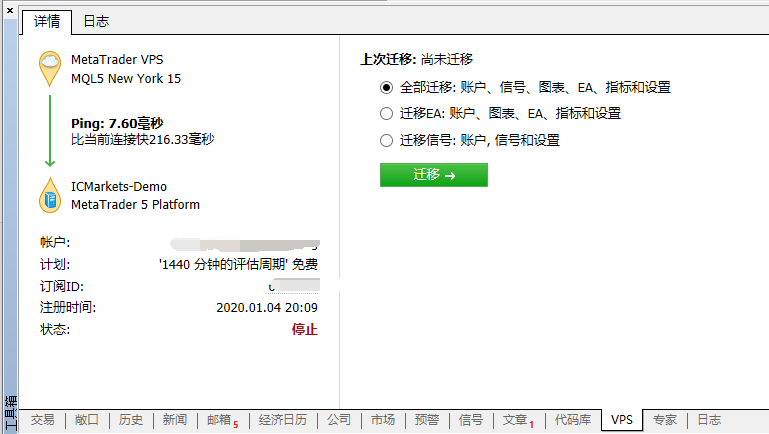 详情 日志
MetaTrader VPS
MQL5 New York 15
Ping: 7.60毫秒
比当前连接快216.33毫秒
ICMarkets-Demo
MetaTrader 5 Platform
帐户:
计划: '1440 分钟的评估周期' 免费
订阅ID:
注册时间: 2020.01.04 20:09
状态: 停止
上次迁移: 尚未迁移
全部迁移: 账户、信号、图表、EA、指标和设置
迁移EA: 账户、图表、EA、指标和设置
迁移信号: 账户, 信号和设置
迁移
工具箱
交易 敞口 历史 新闻 邮箱 5 经济日历 公司 市场 预警 信号 文章 1 代码库 VPS 专家 日志